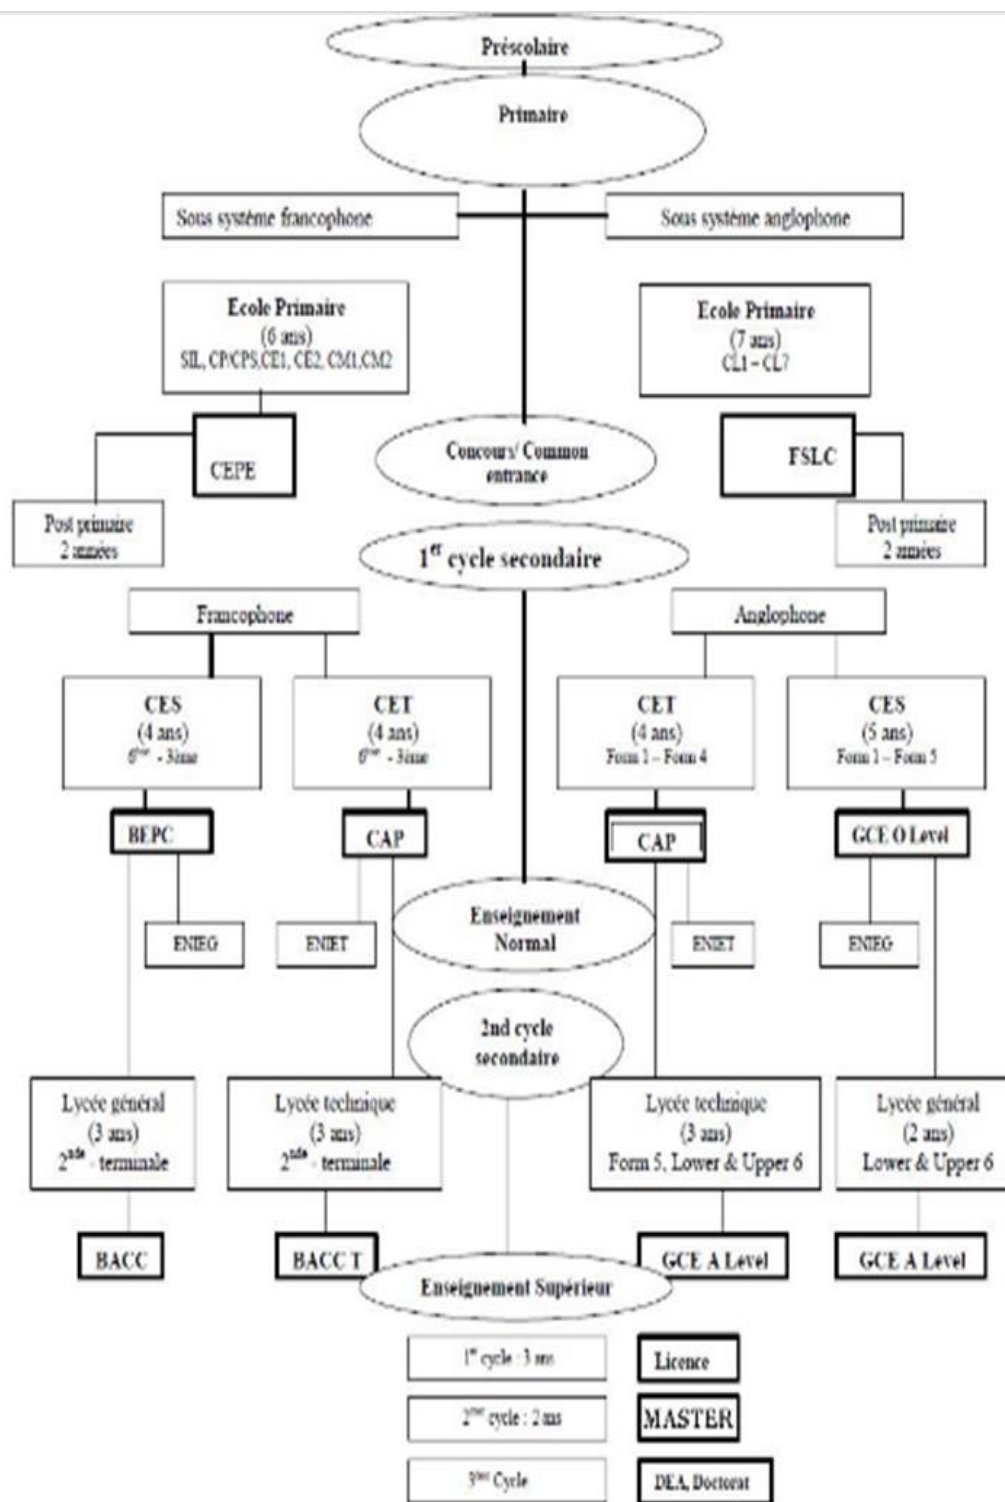 Préscolaire
Primaire
Sous système francophone
Sous système anglophone
Ecole Primaire
(6 ans)
SIL, CP/CPS,CE1, CE2, CM1,CM2
Ecole Primaire
(7 ans)
CL1 – CL7
CEPE
Concours/ Common
entrance
FSLC
Post primaire
2 années
Post primaire
2 années
1er cycle secondaire
Francophone
Anglophone
CES
(4 ans)
6ème - 3ème
CET
(4 ans)
6ème - 3ème
CET
(4 ans)
Form 1 – Form 4
CES
(5 ans)
Form 1 – Form 5
BEPC
CAP
CAP
GCE O Level
Enseignement
Normal
ENIEG
ENIET
ENIET
ENIEG
2nd cycle
secondaire
Lycée général
(3 ans)
2nde - terminale
Lycée technique
(3 ans)
2nde - terminale
Lycée technique
(3 ans)
Form 5, Lower & Upper 6
Lycée général
(2 ans)
Lower & Upper 6
BACC
BACC T
GCE A Level
GCE A Level
Enseignement Supérieur
1er cycle : 3 ans
Licence
2ème cycle : 2 ans
MASTER
3ème Cycle
DEA, Doctorat